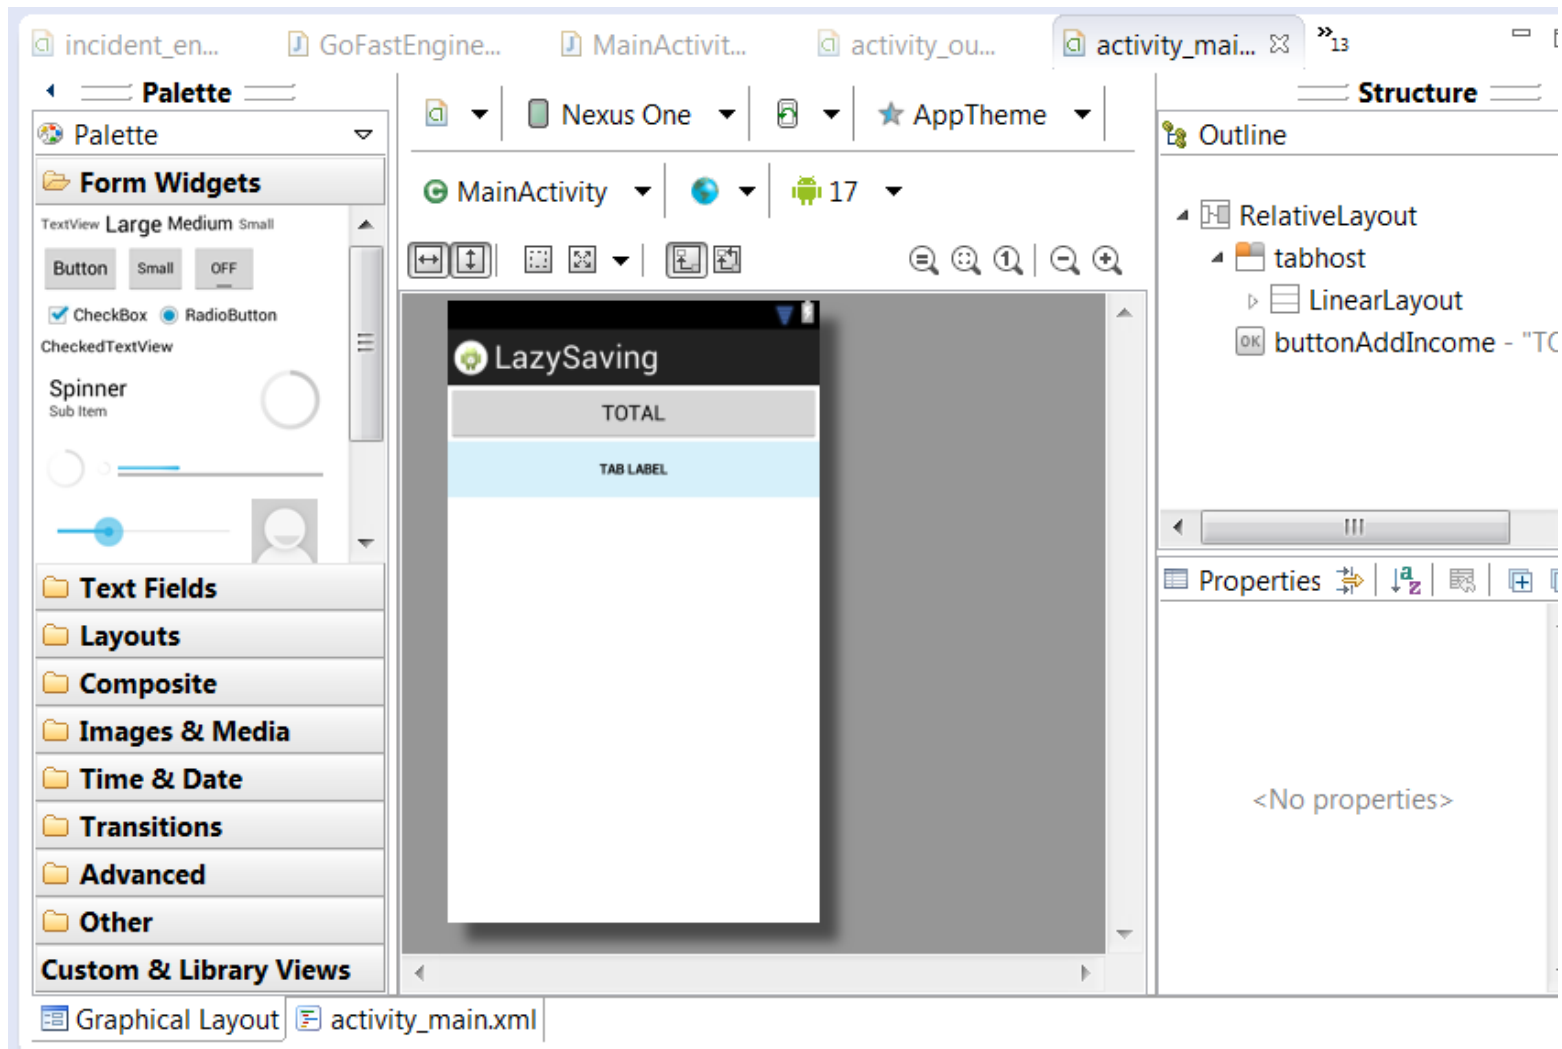 incident_en...
GoFastEngine...
MainActivit...
activity_ou...
activity_mai...
»13
Palette
Palette
Form Widgets
TextView Large Medium Small
Button Small OFF
CheckBox RadioButton
CheckedTextView
Spinner
Sub Item
Text Fields
Layouts
Composite
Images & Media
Time & Date
Transitions
Advanced
Other
Custom & Library Views
Nexus One
AppTheme
MainActivity
17
LazySaving
TOTAL
TAB LABEL
Structure
Outline
RelativeLayout
tabhost
LinearLayout
OK buttonAddIncome - "TO
Properties
<No properties>
Graphical Layout
activity_main.xml